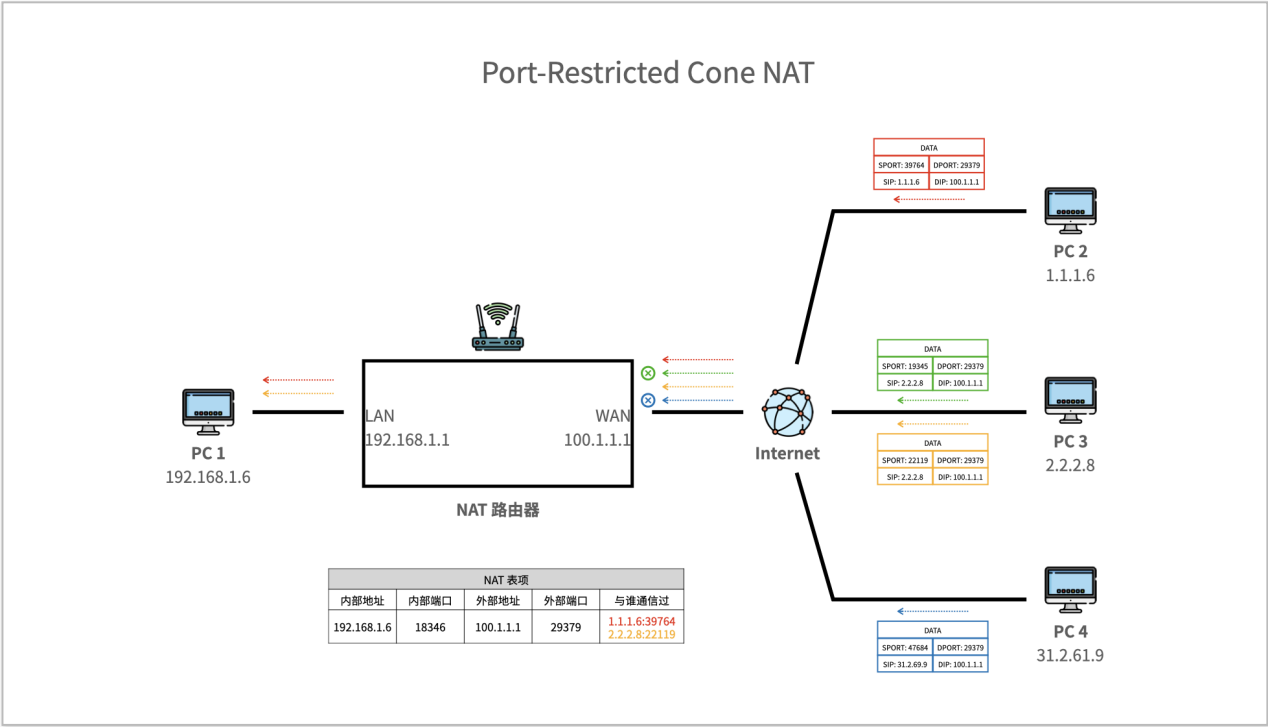 Port-Restricted Cone NAT
DATA
SPORT: 39764 DPORT: 29379
SIP: 1.1.1.6 DIP: 100.1.1.1
PC 2
1.1.1.6
DATA
SPORT: 19345 DPORT: 29379
SIP: 2.2.2.8 DIP: 100.1.1.1
LAN WAN
192.168.1.1 100.1.1.1
PC 1
192.168.1.6
Internet
PC 3
2.2.2.8
DATA
SPORT: 22119 DPORT: 29379
SIP: 2.2.2.8 DIP: 100.1.1.1
NAT 路由器
NAT 表项
内部地址 内部端口 外部地址 外部端口 与谁通信过
192.168.1.6 18346 100.1.1.1 29379 1.1.1.6:39764
2.2.2.8:22119
DATA
SPORT: 47684 DPORT: 29379
SIP: 31.2.69.9 DIP: 100.1.1.1
PC 4
31.2.61.9